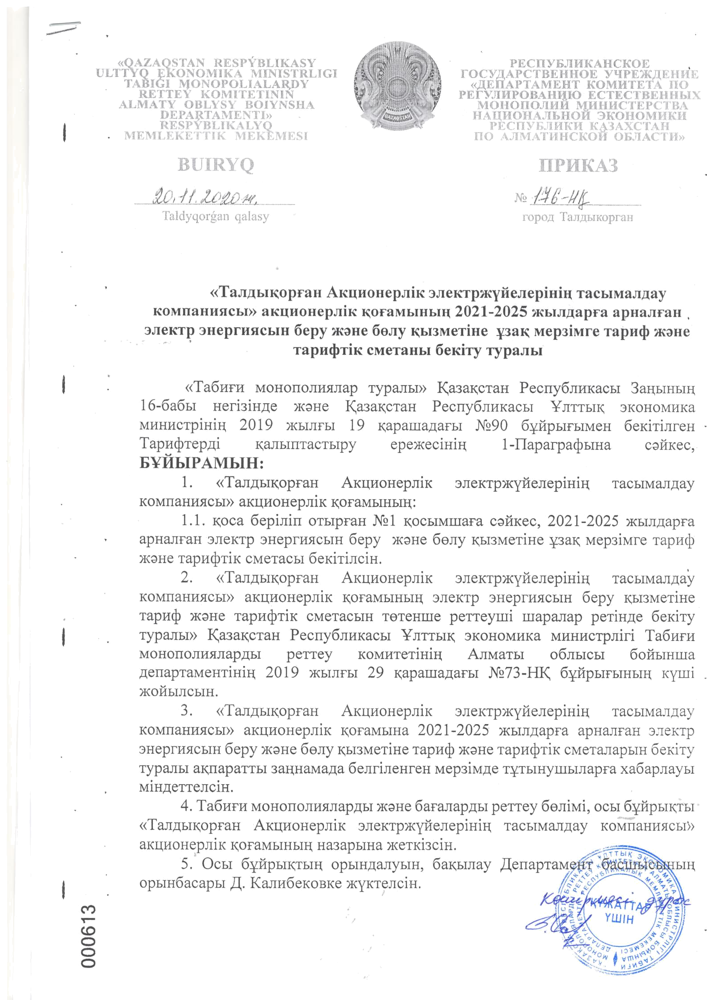 «QAZAQSTAN RESPÝBLIKASY
ULTTYQ EKONOMIKA MINISTRLIGI
TABIǴI MONOPOLIALARDY
RETTEY KOMITETINIŃ
ALMATY OBLYSY BOIYNSHA
DEPARTAMENTI»
RESPÝBLIKALYQ
MEMLEKETTIK MEKEMESI
QAZAQSTAN
РЕСПУБЛИКАНСКОЕ
ГОСУДАРСТВЕННОЕ УЧРЕЖДЕНИЕ
«ДЕПАРТАМЕНТ КОМИТЕТА ПО
РЕГУЛИРОВАНИЮ ЕСТЕСТВЕННЫХ
МОНОПОЛИЙ МИНИСТЕРСТВА
НАЦИОНАЛЬНОЙ ЭКОНОМИКИ
РЕСПУБЛИКИ КАЗАХСТАН
ПО АЛМАТИНСКОЙ ОБЛАСТИ»
BUIRYQ
ПРИКАЗ
20.11.2020ж.
№ 176-НҚ
Taldyqorǵan qalasy
город Талдыкорган
«Талдықорған Акционерлік электржүйелерінің тасымалдау
компаниясы» акционерлік қоғамының 2021-2025 жылдарға арналған
электр энергиясын беру және бөлу қызметіне ұзақ мерзімге тариф және
тарифтік сметаны бекіту туралы
«Табиғи монополиялар туралы» Қазақстан Республикасы Заңының
16-бабы негізінде және Қазақстан Республикасы Ұлттық экономика
министрінің 2019 жылғы 19 қарашадағы №90 бұйрығымен бекітілген
Тарифтерді қалыптастыру ережесінің 1-Параграфына сәйкес,
БҰЙЫРАМЫН:
1. «Талдықорған Акционерлік электржүйелерінің тасымалдау
компаниясы» акционерлік қоғамының:
1.1. қоса беріліп отырған №1 қосымшаға сәйкес, 2021-2025 жылдарға
арналған электр энергиясын беру және бөлу қызметіне ұзақ мерзімге тариф
және тарифтік сметасы бекітілсін.
2. «Талдықорған Акционерлік электржүйелерінің тасымалдау
компаниясы» акционерлік қоғамының электр энергиясын беру қызметіне
тариф және тарифтік сметасын төтенше реттеуші шаралар ретінде бекіту
туралы» Қазақстан Республикасы Ұлттық экономика министрлігі Табиғи
монополияларды реттеу комитетінің Алматы облысы бойынша
департаментінің 2019 жылғы 29 қарашадағы №73-НҚ бұйрығының күші
жойылсын.
3. «Талдықорған Акционерлік электржүйелерінің тасымалдау
компаниясы» акционерлік қоғамына 2021-2025 жылдарға арналған электр
энергиясын беру және бөлу қызметіне тариф және тарифтік сметаларын бекіту
туралы ақпаратты заңнамада белгіленген мерзімде тұтынушыларға хабарлауы
міндеттелсін.
4. Табиғи монополияларды және бағаларды реттеу бөлімі, осы бұйрықты
«Талдықорған Акционерлік электржүйелерінің тасымалдау компаниясы»
акционерлік қоғамының назарына жеткізсін.
5. Осы бұйрықтың орындалуын, бақылау Департамент басшысының
орынбасары Д. Калибековке жүктелсін.
көшірмесі дұрыс
ҚҰЖАТТАР
ҮШІН
000613